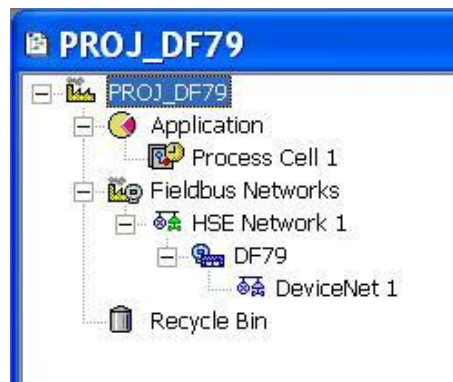 PROJ_DF79
PROJ_DF79
Application
Process Cell 1
Fieldbus Networks
HSE Network 1
DF79
DeviceNet 1
Recycle Bin